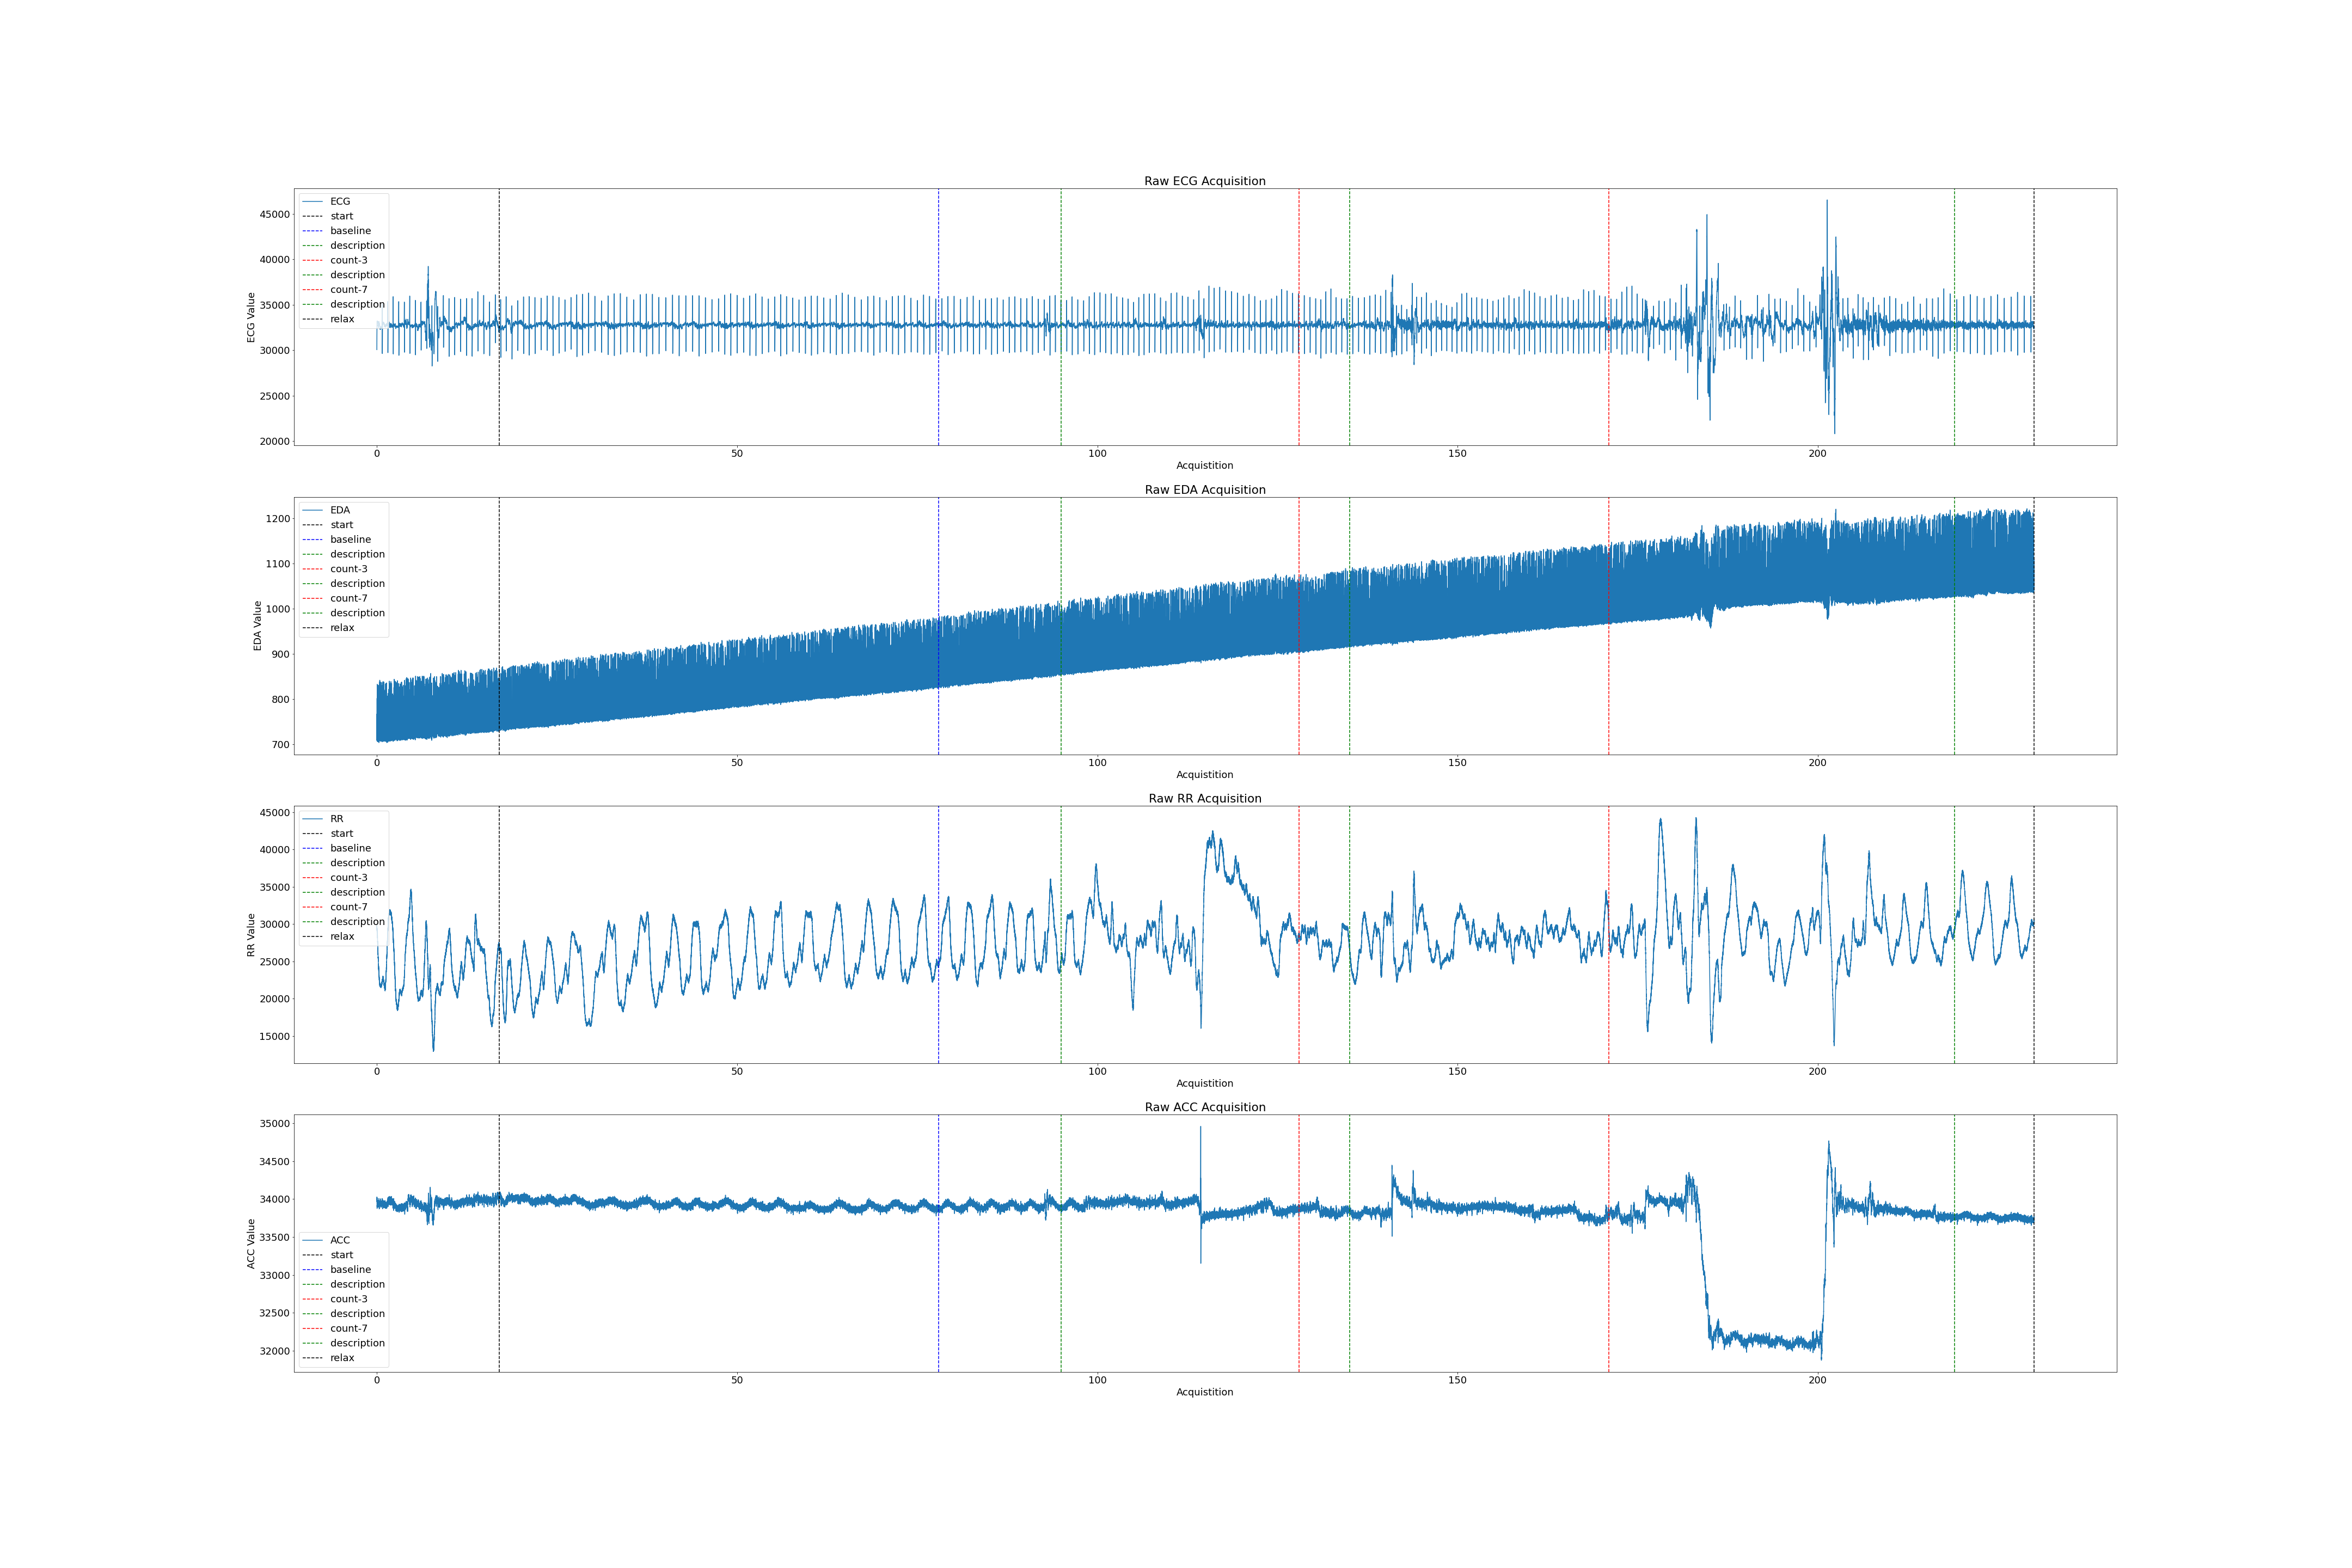 Raw ECG Acquisition
ECG
start
baseline
description
count-3
description
count-7
description
relax
45000
40000
35000
30000
25000
20000
ECG Value
0 50 100 150 200
Acquistition
Raw EDA Acquisition
EDA
start
baseline
description
count-3
description
count-7
description
relax
1200
1100
1000
900
800
700
EDA Value
0 50 100 150 200
Acquistition
Raw RR Acquisition
RR
start
baseline
description
count-3
description
count-7
description
relax
45000
40000
35000
30000
25000
20000
15000
RR Value
0 50 100 150 200
Acquistition
Raw ACC Acquisition
35000
34500
34000
33500
33000
32500
32000
ACC Value
ACC
start
baseline
description
count-3
description
count-7
description
relax
0 50 100 150 200
Acquistition